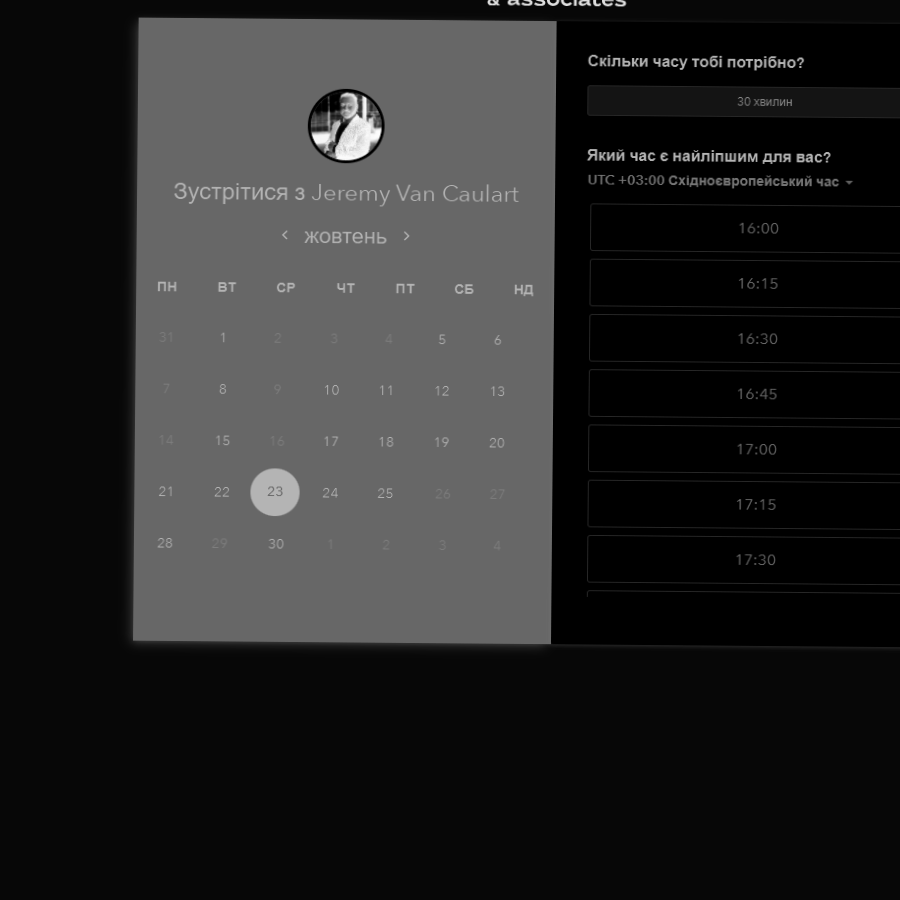 & associates
Зустрітися з Jeremy Van Caulart
‹ жовтень ›
ПН ВТ СР ЧТ ПТ СБ НД
31 1 2 3 4 5 6
7 8 9 10 11 12 13
14 15 16 17 18 19 20
21 22 23 24 25 26 27
28 29 30 1 2 3 4
Скільки часу тобі потрібно?
30 хвилин
Який час є найліпшим для вас?
UTC +03:00 Східноєвропейський час
16:00
16:15
16:30
16:45
17:00
17:15
17:30